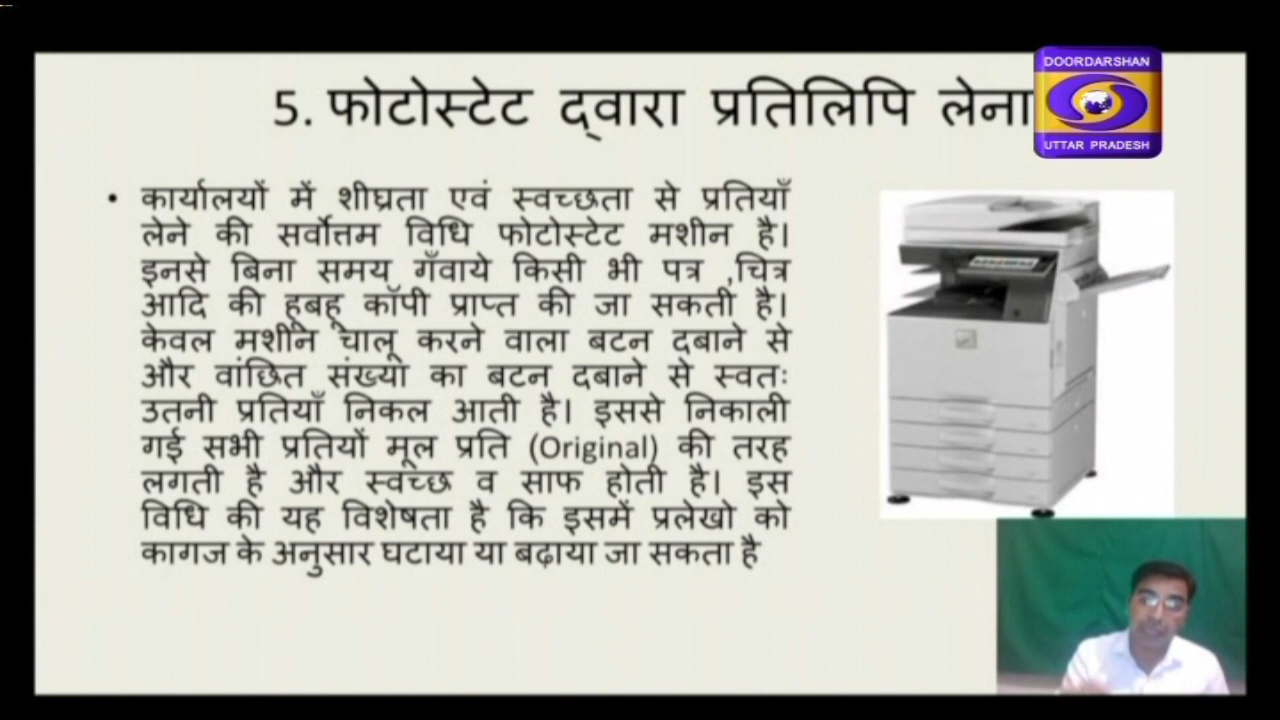 5. फोटोस्टेट द्वारा प्रतिलिपि लेना
DOORDARSHAN
UTTAR PRADESH
• कार्यालयों में शीघ्रता एवं स्वच्छता से प्रतियाँ
लेने की सर्वोत्तम विधि फोटोस्टेट मशीन है।
इनसे बिना समय गँवाये किसी भी पत्र ,चित्र
आदि की हूबहू कॉपी प्राप्त की जा सकती है।
केवल मशीन चालू करने वाला बटन दबाने से
और वांछित संख्या का बटन दबाने से स्वतः
उतनी प्रतियाँ निकल आती है। इससे निकाली
गई सभी प्रतियों मूल प्रति (Original) की तरह
लगती है और स्वच्छ व साफ होती है। इस
विधि की यह विशेषता है कि इसमें प्रलेखो को
कागज के अनुसार घटाया या बढ़ाया जा सकता है